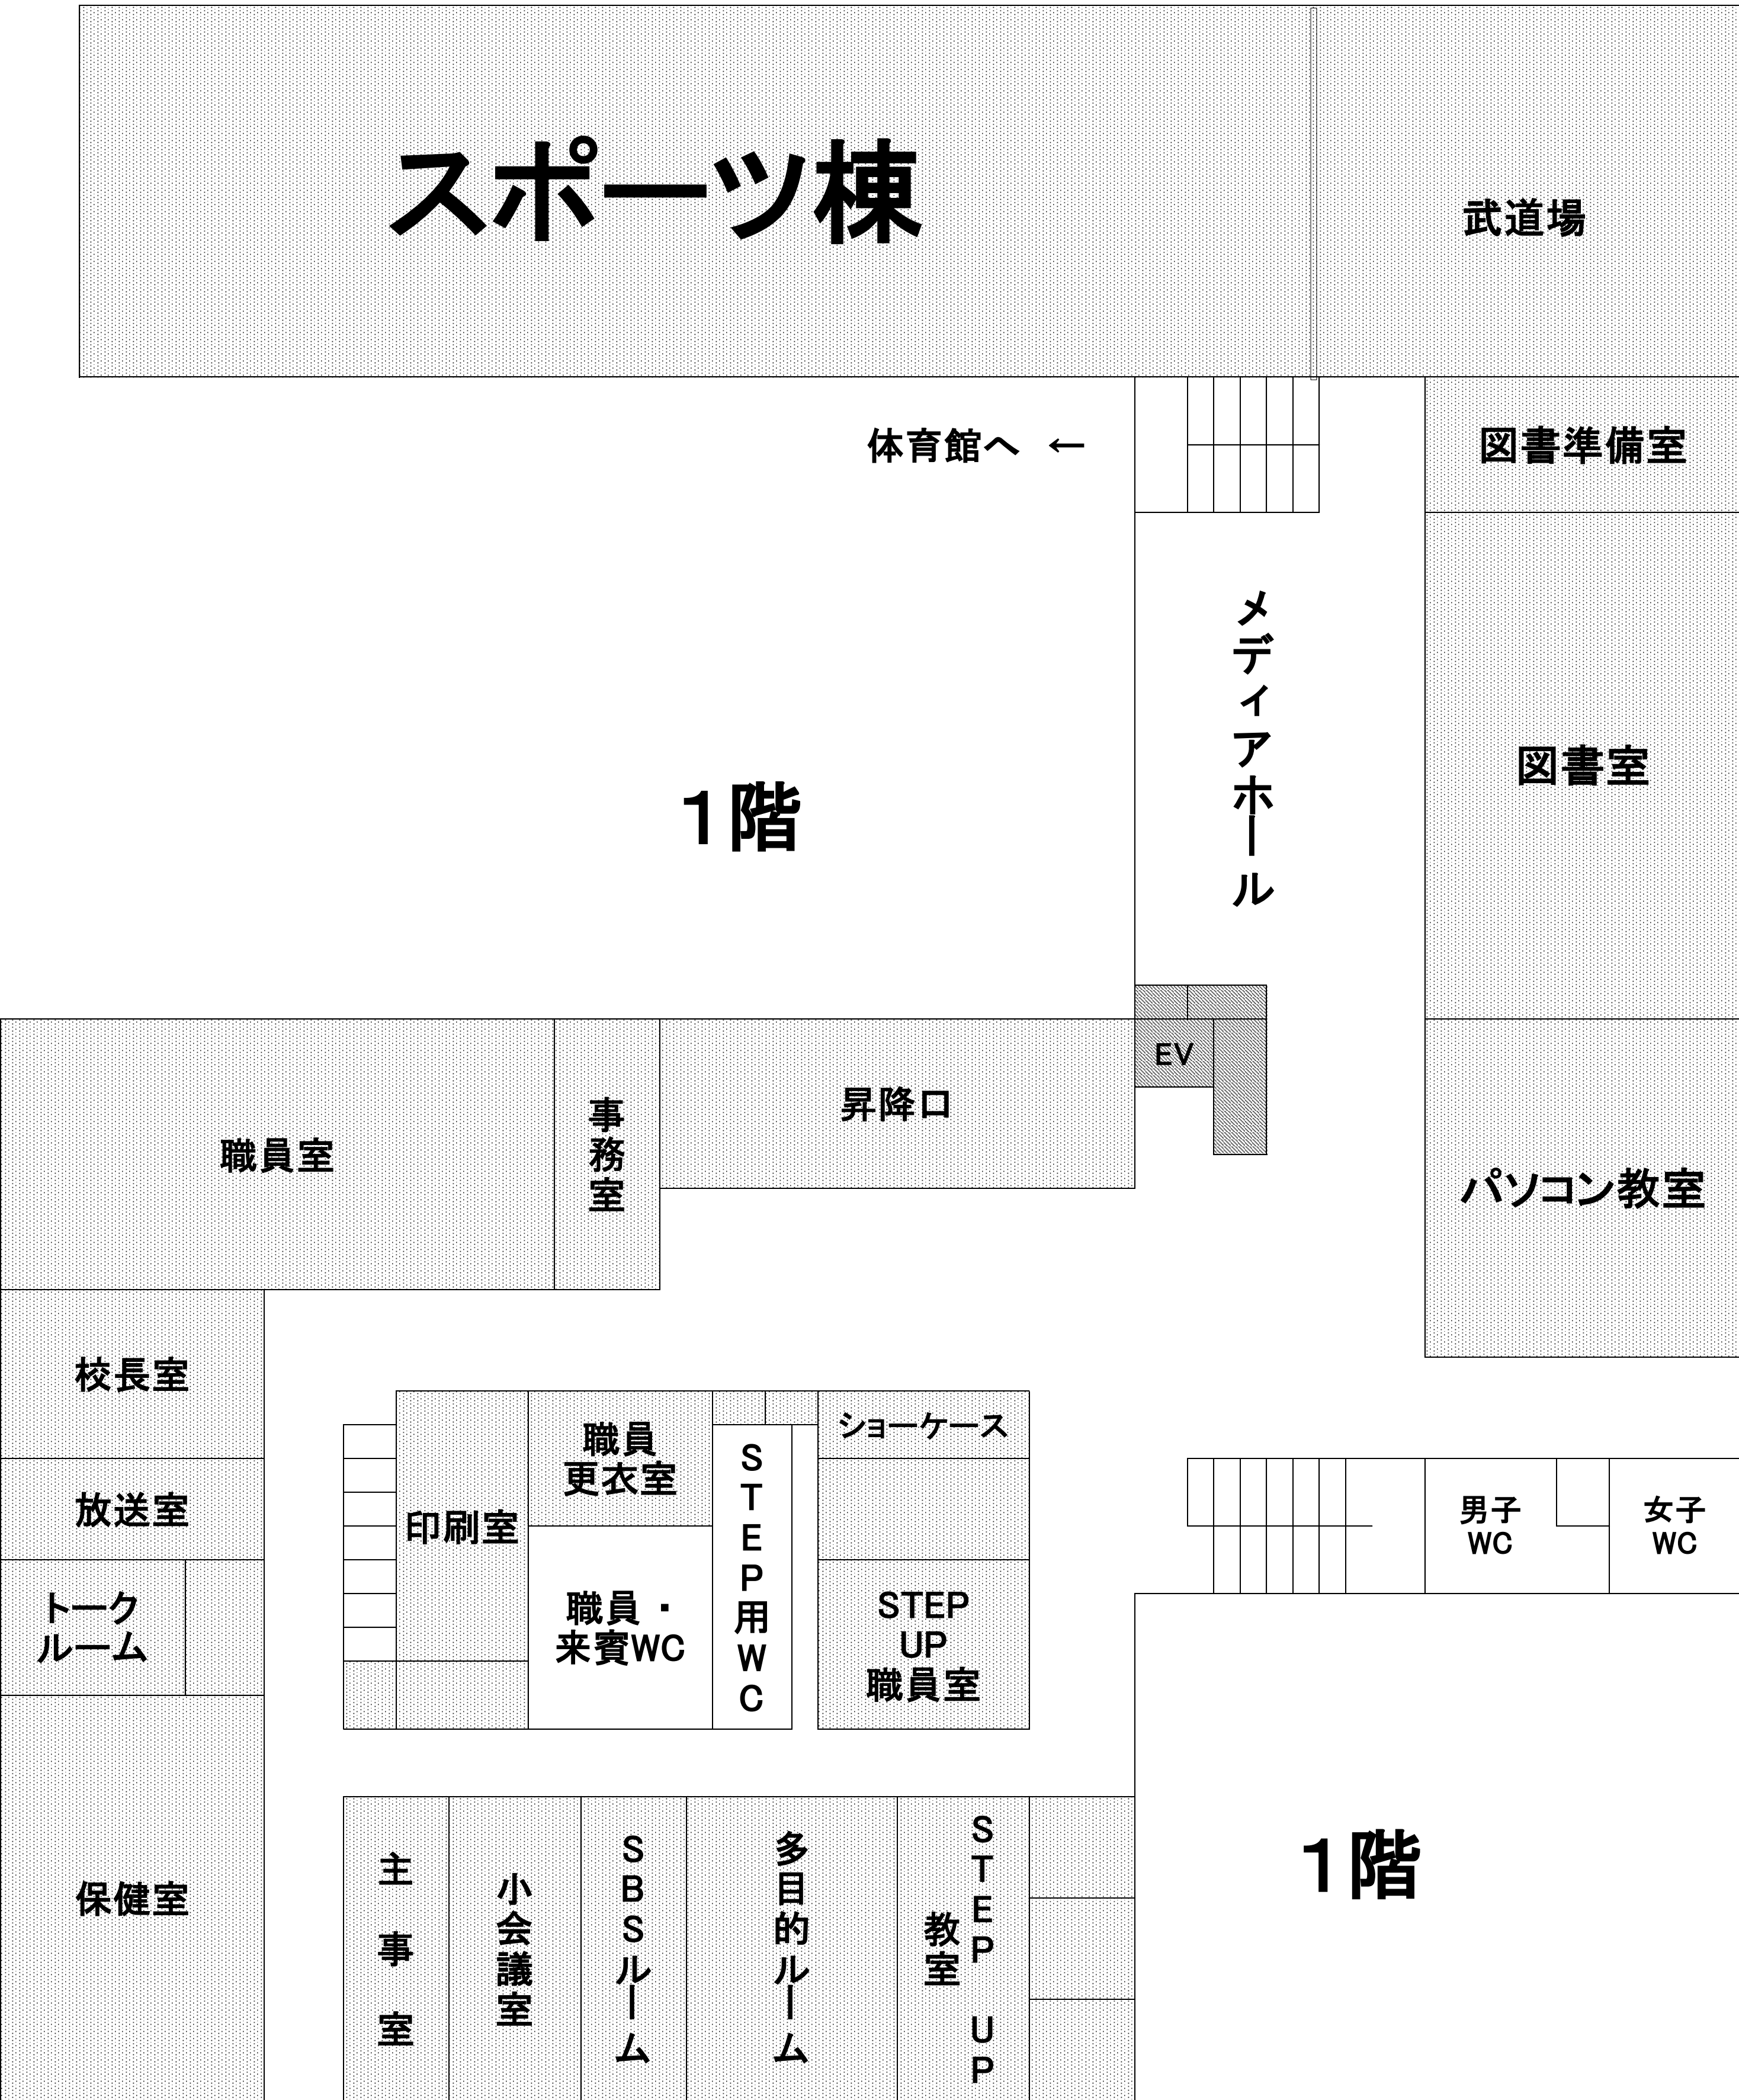 スポーツ棟
武道場
体育館へ ←
図書準備室
メディアホール
図書室
1階
EV
昇降口
職員室
事務室
パソコン教室
校長室
放送室
トーク
ルーム
保健室
印刷室
職員
更衣室
職員・
来賓WC
STEP用WC
ショーケース
STEP
UP
職員室
男子
WC
女子
WC
主事室
小会議室
SBSルーム
多目的ルーム
STEP UP
教室
1階